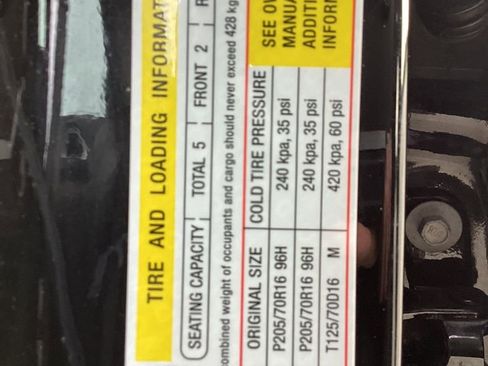 TIRE AND LOADING INFORMAT
SEATING CAPACITY TOTAL 5 FRONT 2 R
ombined weight of occupants and cargo should never exceed 428 kg
ORIGINAL SIZE COLD TIRE PRESSURE SEE OW
P205/70R16 96H 240 kpa, 35 psi MANUA
P205/70R16 96H 240 kpa, 35 psi ADDITI
T125/70D16 M 420 kpa, 60 psi INFORM